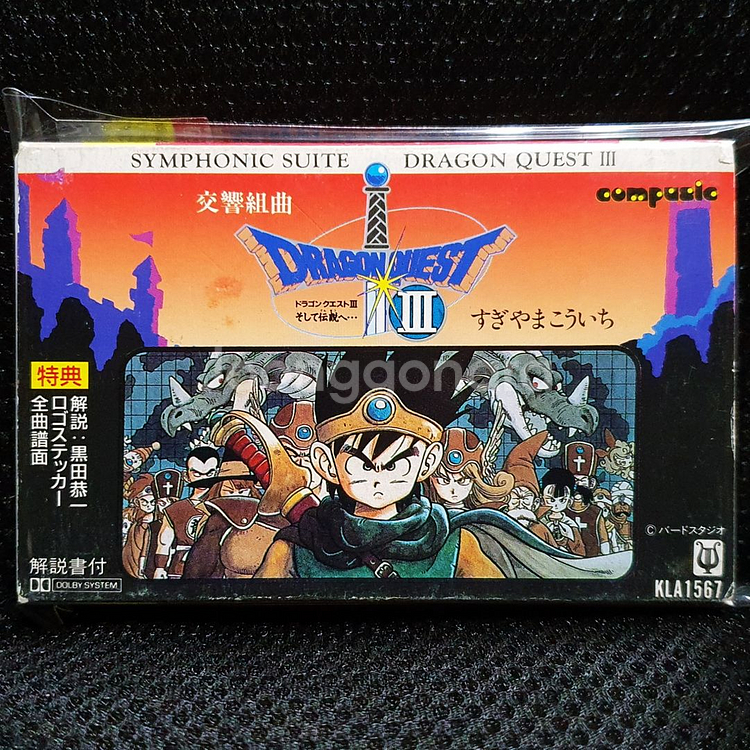 SYMPHONIC SUITE DRAGON QUEST III
交響組曲
compusic
DRAGON QUEST
III
ドラゴンクエストIII
そして伝説へ…
すぎやまこういち
特典
解説:黒田恭一
ロゴステッカー
全曲譜面
解説書付
DOLBY SYSTEM
© バードスタジオ
KLA1567